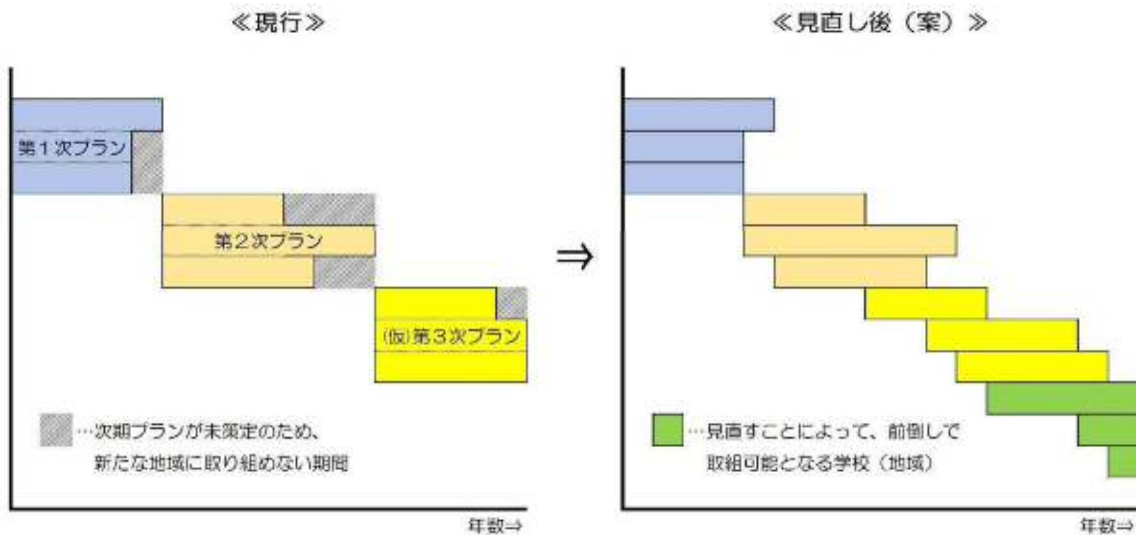 ≪現行≫
第1次プラン
第2次プラン
(仮)第3次プラン
…次期プランが未策定のため、
新たな地域に取り組めない期間
年数⇒
⇒
≪見直し後（案）≫
…見直すことによって、前倒しで
取組可能となる学校（地域）
年数⇒